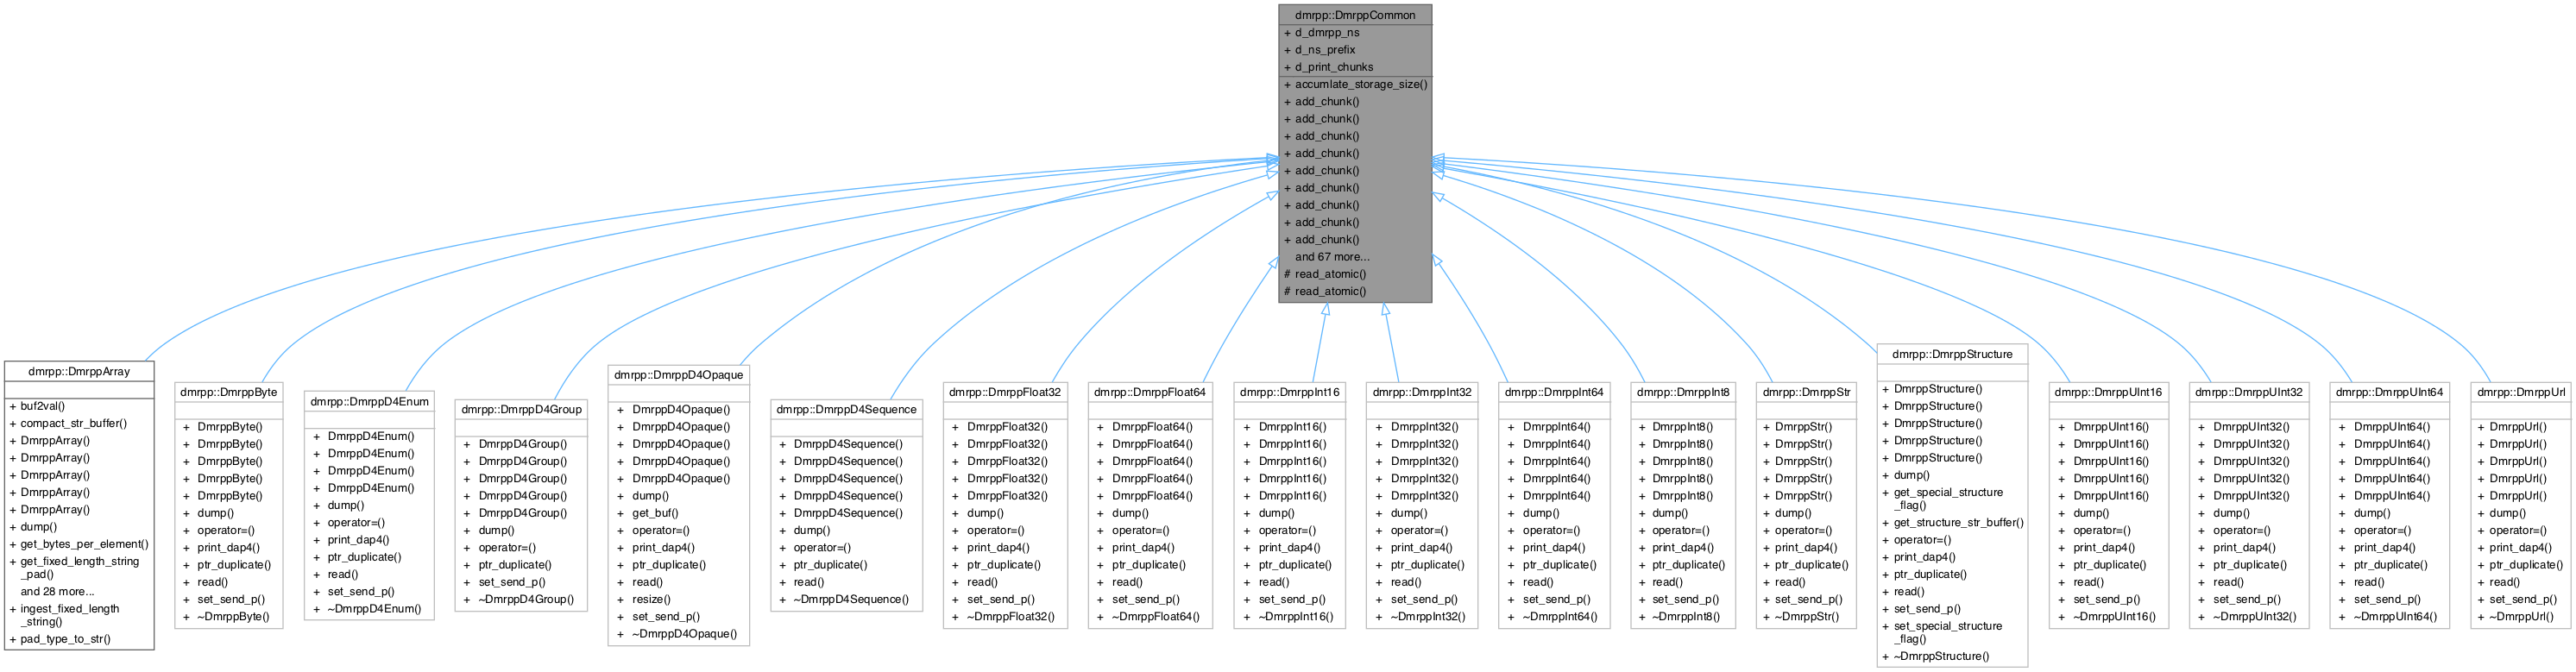 dmrpp::DmrppCommon
+ d_dmrpp_ns
+ d_ns_prefix
+ d_print_chunks
+ accumlate_storage_size()
+ add_chunk()
+ add_chunk()
+ add_chunk()
+ add_chunk()
+ add_chunk()
+ add_chunk()
+ add_chunk()
+ add_chunk()
+ add_chunk()
and 67 more...
# read_atomic()
# read_atomic()
dmrpp::DmrppArray
+ buf2val()
+ compact_str_buffer()
+ DmrppArray()
+ DmrppArray()
+ DmrppArray()
+ DmrppArray()
+ DmrppArray()
+ dump()
+ get_bytes_per_element()
+ get_fixed_length_string
_pad()
and 28 more...
+ ingest_fixed_length
_string()
+ pad_type_to_str()
dmrpp::DmrppByte
+ DmrppByte()
+ DmrppByte()
+ DmrppByte()
+ DmrppByte()
+ DmrppByte()
+ dump()
+ operator=()
+ print_dap4()
+ ptr_duplicate()
+ read()
+ set_send_p()
+ ~DmrppByte()
dmrpp::DmrppD4Enum
+ DmrppD4Enum()
+ DmrppD4Enum()
+ DmrppD4Enum()
+ DmrppD4Enum()
+ dump()
+ operator=()
+ print_dap4()
+ ptr_duplicate()
+ read()
+ set_send_p()
+ ~DmrppD4Enum()
dmrpp::DmrppD4Group
+ DmrppD4Group()
+ DmrppD4Group()
+ DmrppD4Group()
+ DmrppD4Group()
+ DmrppD4Group()
+ dump()
+ operator=()
+ ptr_duplicate()
+ set_send_p()
+ ~DmrppD4Group()
dmrpp::DmrppD4Opaque
+ DmrppD4Opaque()
+ DmrppD4Opaque()
+ DmrppD4Opaque()
+ DmrppD4Opaque()
+ DmrppD4Opaque()
+ dump()
+ get_buf()
+ operator=()
+ print_dap4()
+ ptr_duplicate()
+ read()
+ resize()
+ set_send_p()
+ ~DmrppD4Opaque()
dmrpp::DmrppD4Sequence
+ DmrppD4Sequence()
+ DmrppD4Sequence()
+ DmrppD4Sequence()
+ DmrppD4Sequence()
+ DmrppD4Sequence()
+ dump()
+ operator=()
+ ptr_duplicate()
+ read()
+ ~DmrppD4Sequence()
dmrpp::DmrppFloat32
+ DmrppFloat32()
+ DmrppFloat32()
+ DmrppFloat32()
+ DmrppFloat32()
+ DmrppFloat32()
+ dump()
+ operator=()
+ print_dap4()
+ ptr_duplicate()
+ read()
+ set_send_p()
+ ~DmrppFloat32()
dmrpp::DmrppFloat64
+ DmrppFloat64()
+ DmrppFloat64()
+ DmrppFloat64()
+ DmrppFloat64()
+ DmrppFloat64()
+ dump()
+ operator=()
+ print_dap4()
+ ptr_duplicate()
+ read()
+ set_send_p()
+ ~DmrppFloat64()
dmrpp::DmrppInt16
+ DmrppInt16()
+ DmrppInt16()
+ DmrppInt16()
+ DmrppInt16()
+ DmrppInt16()
+ dump()
+ operator=()
+ print_dap4()
+ ptr_duplicate()
+ read()
+ set_send_p()
+ ~DmrppInt16()
dmrpp::DmrppInt32
+ DmrppInt32()
+ DmrppInt32()
+ DmrppInt32()
+ DmrppInt32()
+ DmrppInt32()
+ dump()
+ operator=()
+ print_dap4()
+ ptr_duplicate()
+ read()
+ set_send_p()
+ ~DmrppInt32()
dmrpp::DmrppInt64
+ DmrppInt64()
+ DmrppInt64()
+ DmrppInt64()
+ DmrppInt64()
+ DmrppInt64()
+ dump()
+ operator=()
+ print_dap4()
+ ptr_duplicate()
+ read()
+ set_send_p()
+ ~DmrppInt64()
dmrpp::DmrppInt8
+ DmrppInt8()
+ DmrppInt8()
+ DmrppInt8()
+ DmrppInt8()
+ DmrppInt8()
+ dump()
+ operator=()
+ print_dap4()
+ ptr_duplicate()
+ read()
+ set_send_p()
+ ~DmrppInt8()
dmrpp::DmrppStr
+ DmrppStr()
+ DmrppStr()
+ DmrppStr()
+ DmrppStr()
+ DmrppStr()
+ dump()
+ operator=()
+ print_dap4()
+ ptr_duplicate()
+ read()
+ set_send_p()
+ ~DmrppStr()
dmrpp::DmrppStructure
+ DmrppStructure()
+ DmrppStructure()
+ DmrppStructure()
+ DmrppStructure()
+ DmrppStructure()
+ dump()
+ get_special_structure
_flag()
+ get_structure_str_buffer()
+ operator=()
+ print_dap4()
+ ptr_duplicate()
+ read()
+ set_send_p()
+ set_special_structure
_flag()
+ ~DmrppStructure()
dmrpp::DmrppUInt16
+ DmrppUInt16()
+ DmrppUInt16()
+ DmrppUInt16()
+ DmrppUInt16()
+ DmrppUInt16()
+ dump()
+ operator=()
+ print_dap4()
+ ptr_duplicate()
+ read()
+ set_send_p()
+ ~DmrppUInt16()
dmrpp::DmrppUInt32
+ DmrppUInt32()
+ DmrppUInt32()
+ DmrppUInt32()
+ DmrppUInt32()
+ DmrppUInt32()
+ dump()
+ operator=()
+ print_dap4()
+ ptr_duplicate()
+ read()
+ set_send_p()
+ ~DmrppUInt32()
dmrpp::DmrppUInt64
+ DmrppUInt64()
+ DmrppUInt64()
+ DmrppUInt64()
+ DmrppUInt64()
+ DmrppUInt64()
+ dump()
+ operator=()
+ print_dap4()
+ ptr_duplicate()
+ read()
+ set_send_p()
+ ~DmrppUInt64()
dmrpp::DmrppUrl
+ DmrppUrl()
+ DmrppUrl()
+ DmrppUrl()
+ DmrppUrl()
+ DmrppUrl()
+ dump()
+ operator=()
+ print_dap4()
+ ptr_duplicate()
+ read()
+ set_send_p()
+ ~DmrppUrl()